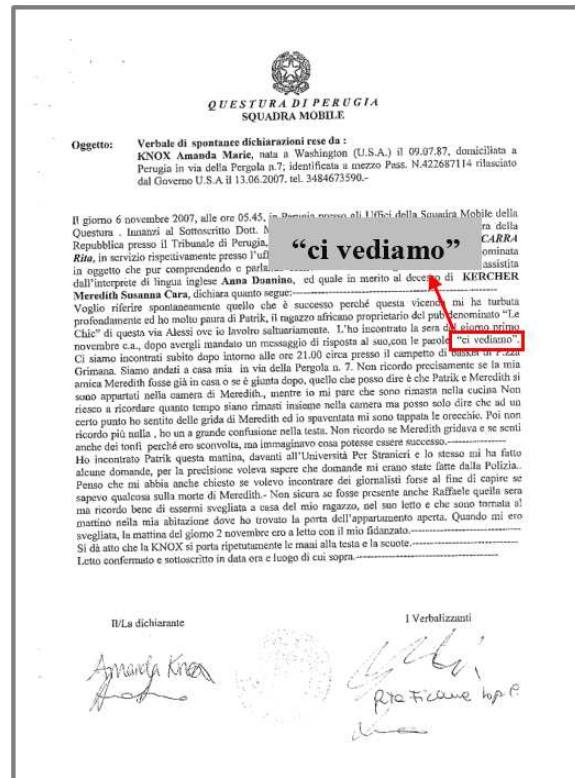 QUESTURA DI PERUGIA
SQUADRA MOBILE
Oggetto: Verbale di spontanee dichiarazioni rese da :
KNOX Amanda Marie, nata a Washington (U.S.A.) il 09.07.87, domiciliata a
Perugia in via della Pergola n.7; identificata a mezzo Pass. N.422687114 rilasciato
dal Governo U.S.A il 13.06.2007. tel. 3484673590.-
Il giorno 6 novembre 2007, alle ore 05.45, in Perugia presso gli Uffici della Squadra Mobile della
Questura . Innanzi al Sottoscritto Dott. della
Repubblica presso il Tribunale di Perugia, CARRA
Rita, in servizio rispettivamente presso
“ci vediamo”
in oggetto che pur comprendendo e assistita
dall'interprete di lingua inglese Anna Donnino, ed quale in merito al decesso di KERCHER
Meredith Susanna Cara, dichiara quanto segue:
Voglio riferire spontaneamente quello che è successo perché questa vicenda mi ha turbata
profondamente ed ho molto paura di Patrik, il ragazzo africano proprietario del pub denominato “Le
Chic” di questa via Alessi ove io lavolro saltuariamente. L'ho incontrato la sera del giorno primo
novembre c.a., dopo avergli mandato un messaggio di risposta al suo,con le parole “ci vediamo”.
Ci siamo incontrati subito dopo intorno alle ore 21.00 circa presso il campetto di basket di P.zza
Grimana. Siamo andati a casa mia in via della Pergola n. 7. Non ricordo precisamente se la mia
amica Meredith fosse già in casa o se è giunta dopo, quello che posso dire è che Patrik e Meredith si
sono appartati nella camera di Meredith., mentre io mi pare che sono rimasta nella cucina Non
riesco a ricordare quanto tempo siano rimasti insieme nella camera ma posso solo dire che ad un
certo punto ho sentito delle grida di Meredith ed io spaventata mi sono tappata le orecchie. Poi non
ricordo più nulla , ho un a grande confusione nella testa. Non ricordo se Meredith gridava e se sentì
anche dei tonfi perché ero sconvolta, ma immaginavo cosa potesse essere successo.
Ho incontrato Patrik questa mattina, davanti all'Università Per Stranieri e lo stesso mi ha fatto
alcune domande, per la precisione voleva sapere che domande mi erano state fatte dalla Polizia..
Penso che mi abbia anche chiesto se volevo incontrare dei giornalisti forse al fine di capire se
sapevo qualcosa sulla morte di Meredith.- Non sicura se fosse presente anche Raffaele quella sera
ma ricordo bene di essermi svegliata a casa del mio ragazzo, nel suo letto e che sono tornata al
mattino nella mia abitazione dove ho trovato la porta dell'appartamento aperta. Quando mi ero
svegliata, la mattina del giorno 2 novembre ero a letto con il mio fidanzato.
Si dà atto che la KNOX si porta ripetutamente le mani alla testa e la scuote.
Letto confermato e sottoscritto in data ora e luogo di cui sopra.
Il/La dichiarante I Verbalizzanti
Amanda Knox